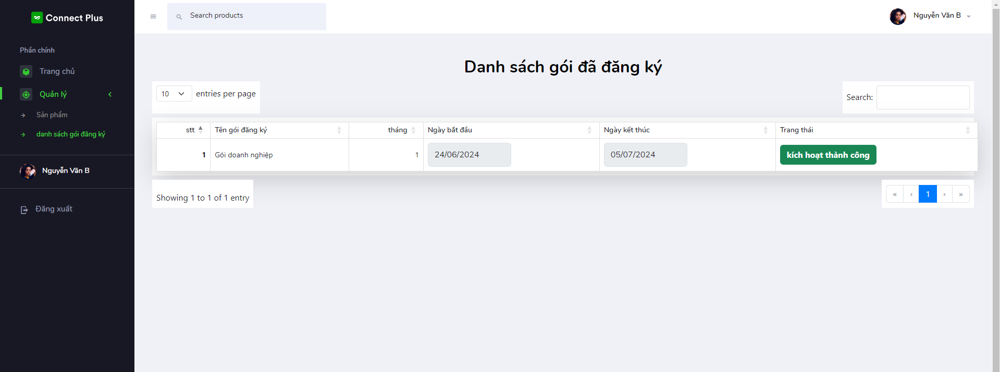 Connect Plus
Search products
Nguyễn Văn B
Phần chính
Trang chủ
Quản lý
Sản phẩm
danh sách gói đăng ký
Nguyễn Văn B
Đăng xuất
Danh sách gói đã đăng ký
10 entries per page
Search:
stt Tên gói đăng ký tháng Ngày bắt đầu Ngày kết thúc Trang thái
1 Gói doanh nghiệp 1 24/06/2024 05/07/2024 kích hoạt thành công
Showing 1 to 1 of 1 entry
« ‹ 1 › »